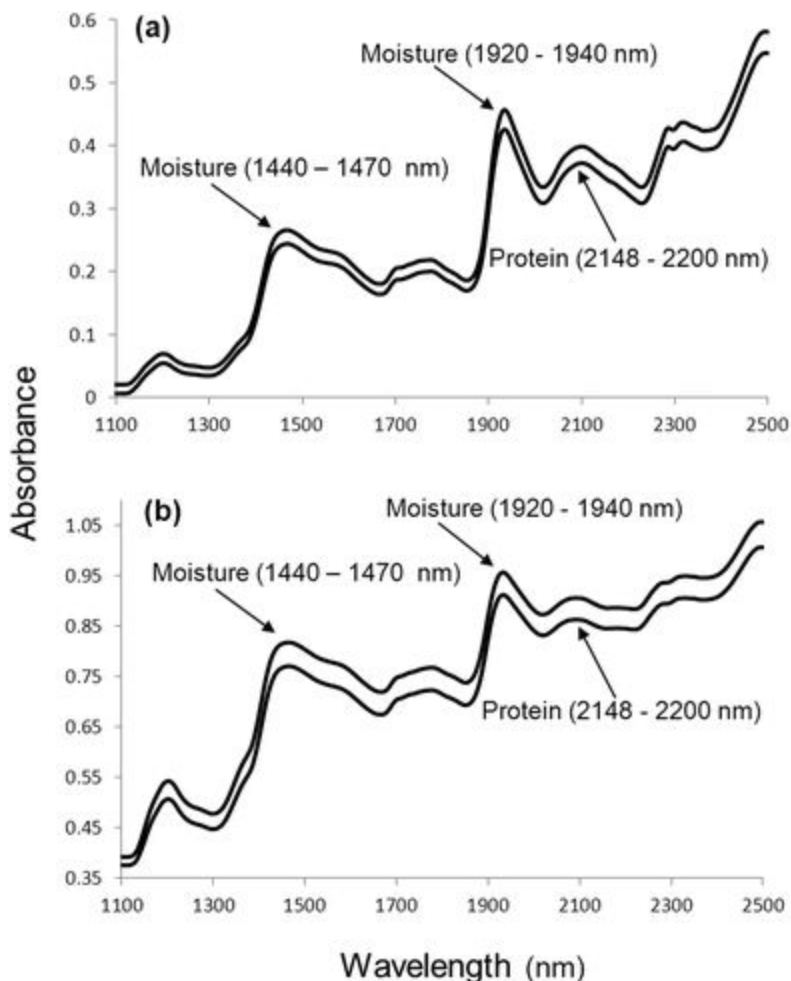 (a)
Moisture (1920 - 1940 nm)
Moisture (1440 – 1470  nm)
Protein (2148 - 2200 nm)
0.6
0.5
0.4
0.3
0.2
0.1
0
1100 1300 1500 1700 1900 2100 2300 2500
Absorbance
(b)
Moisture (1920 - 1940 nm)
Moisture (1440 – 1470  nm)
Protein (2148 - 2200 nm)
1.05
0.95
0.85
0.75
0.65
0.55
0.45
0.35
1100 1300 1500 1700 1900 2100 2300 2500
Wavelength (nm)